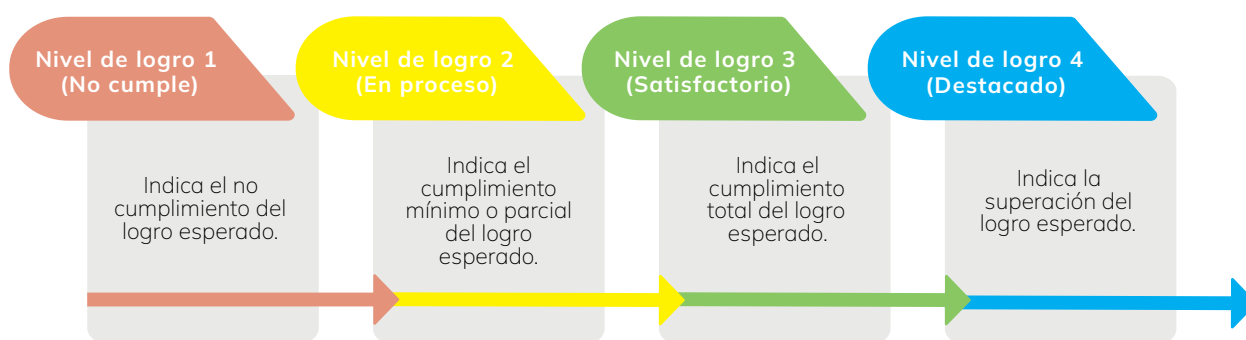 Nivel de logro 1
(No cumple)
Indica el no
cumplimiento del
logro esperado.
Nivel de logro 2
(En proceso)
Indica el
cumplimiento
mínimo o parcial
del logro
esperado.
Nivel de logro 3
(Satisfactorio)
Indica el
cumplimiento
total del logro
esperado.
Nivel de logro 4
(Destacado)
Indica la
superación del
logro esperado.